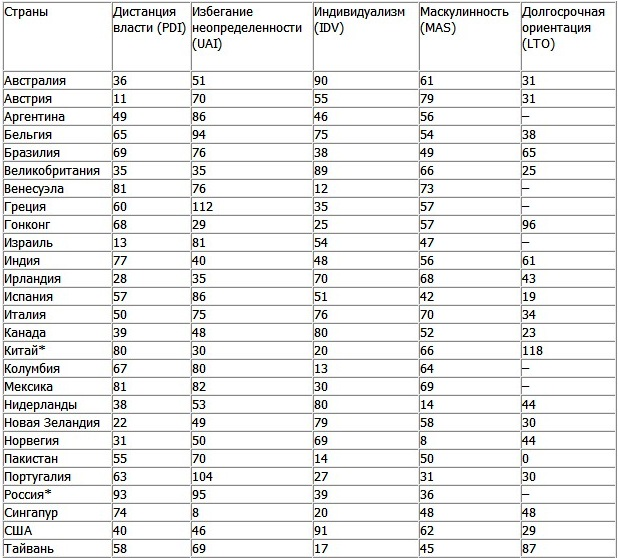 Страны Дистанция власти (PDI) Избегание неопределенности (UAI) Индивидуализм (IDV) Маскулинность (MAS) Долгосрочная ориентация (LTO)
Австралия 36 51 90 61 31
Австрия 11 70 55 79 31
Аргентина 49 86 46 56 –
Бельгия 65 94 75 54 38
Бразилия 69 76 38 49 65
Великобритания 35 35 89 66 25
Венесуэла 81 76 12 73 –
Греция 60 112 35 57 –
Гонконг 68 29 25 57 96
Израиль 13 81 54 47 –
Индия 77 40 48 56 61
Ирландия 28 35 70 68 43
Испания 57 86 51 42 19
Италия 50 75 76 70 34
Канада 39 48 80 52 23
Китай* 80 30 20 66 118
Колумбия 67 80 13 64 –
Мексика 81 82 30 69 –
Нидерланды 38 53 80 14 44
Новая Зеландия 22 49 79 58 30
Норвегия 31 50 69 8 44
Пакистан 55 70 14 50 0
Португалия 63 104 27 31 30
Россия* 93 95 39 36 –
Сингапур 74 8 20 48 48
США 40 46 91 62 29
Тайвань 58 69 17 45 87